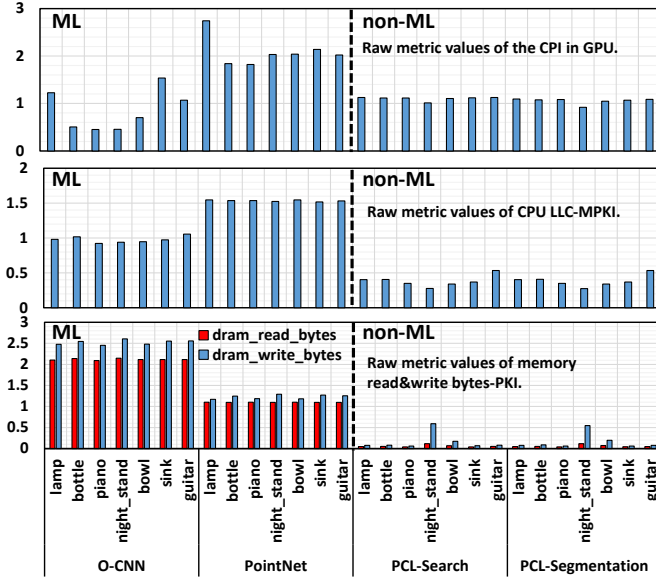 3
ML
non-ML
Raw metric values of the CPI in GPU.
2
1
0
2
ML
non-ML
1.5
Raw metric values of CPU LLC-MPKI.
1
0.5
0
3
ML
non-ML
2.5
dram_read_bytes
dram_write_bytes
Raw metric values of memory
read&write bytes-PKI.
2
1.5
1
0.5
0
lamp
bottle
piano
night_stand
bowl
sink
guitar
lamp
bottle
piano
night_stand
bowl
sink
guitar
lamp
bottle
piano
night_stand
bowl
sink
guitar
lamp
bottle
piano
night_stand
bowl
sink
guitar
O-CNN
PointNet
PCL-Search
PCL-Segmentation